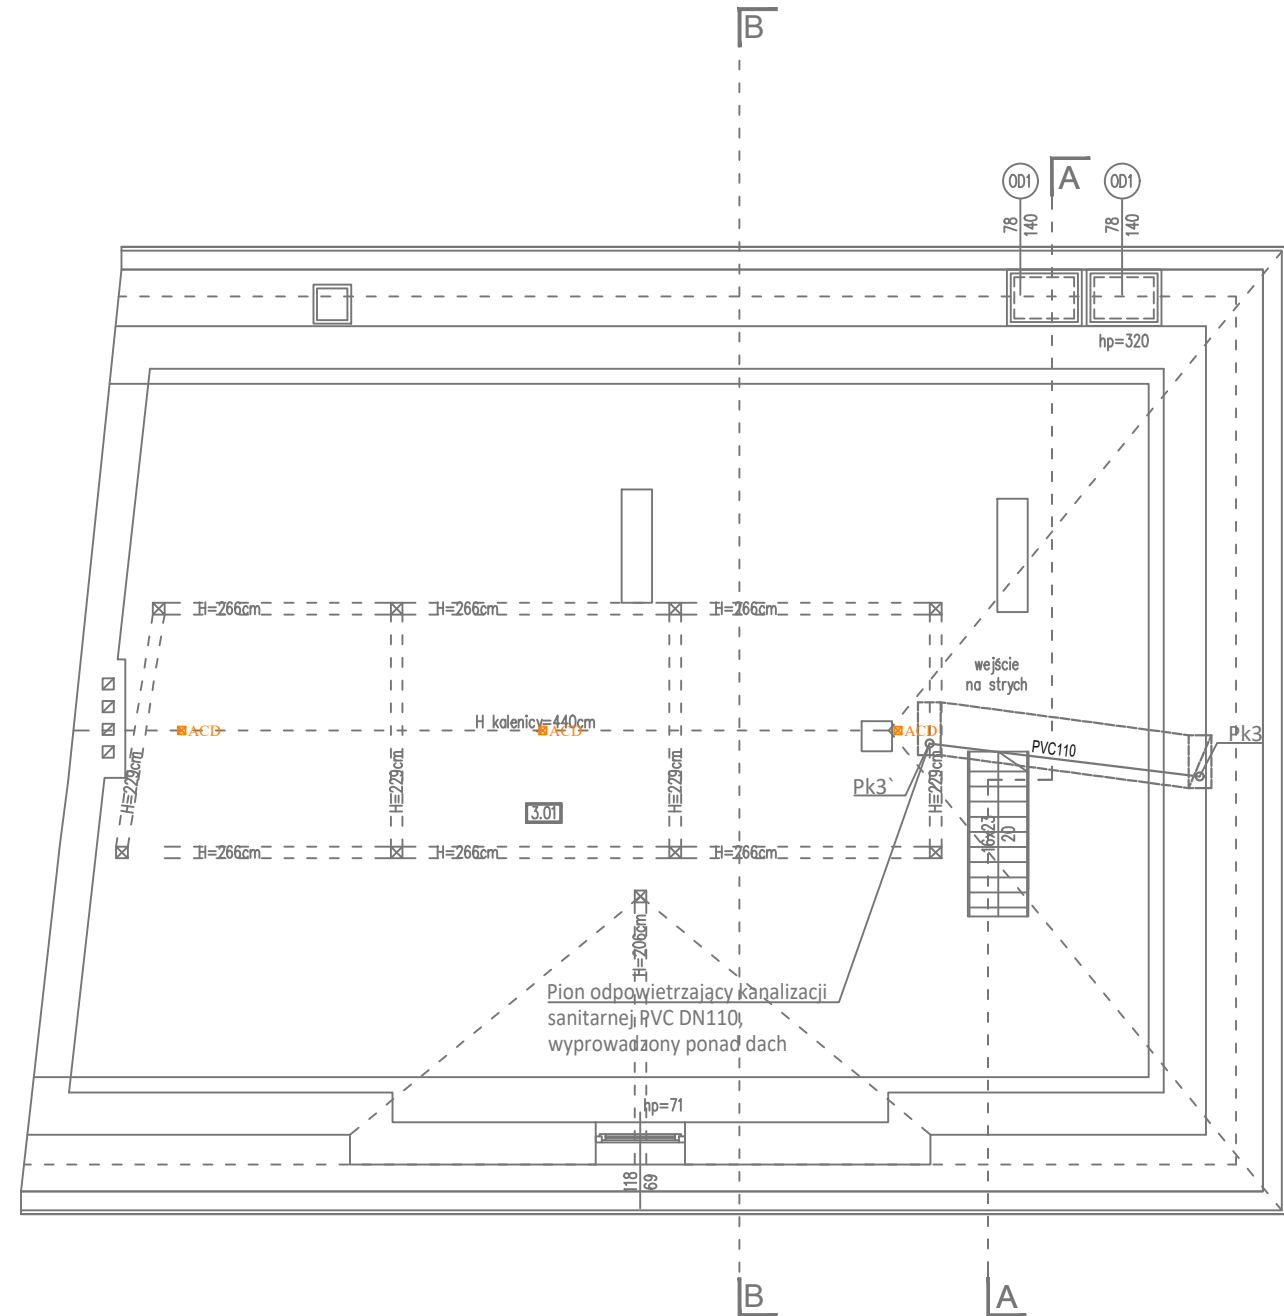 B
A
OD1
OD1
78
140
78
140
hp=320
H=266cm
H=266cm
H=266cm
wejście
na strych
H kalenicy=440cm
ACD
ACD
ACD
PVC110
Pk3
Pk3`
H=229cm
H=229cm
H=229cm
H=229cm
3.01
16x23
20
H=266cm
H=266cm
H=266cm
H=206cm
Pion odpowietrzający kanalizacji
sanitarnej PVC DN110,
wyprowadzony ponad dach
hp=71
118
69
B
A